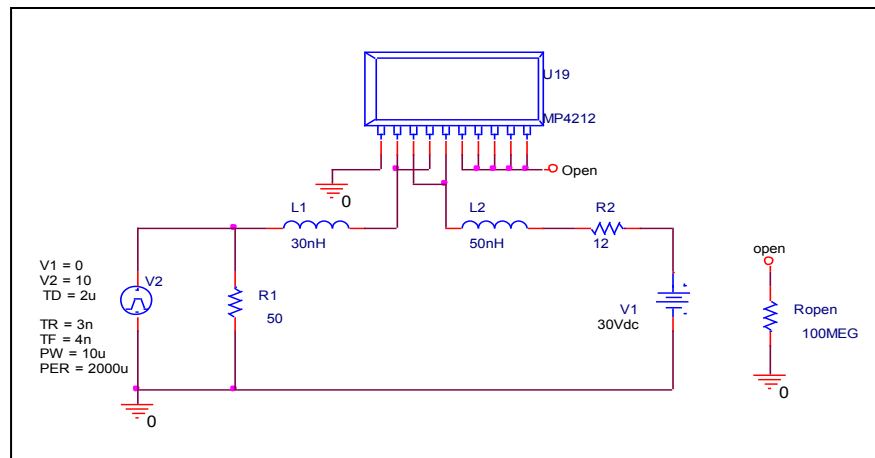 U19
MP4212
Open
0
L1
30nH
L2
50nH
R2
12
V1 = 0
V2 = 10
TD = 2u
TR = 3n
TF = 4n
PW = 10u
PER = 2000u
V2
R1
50
V1
30Vdc
open
Ropen
100MEG
0
0